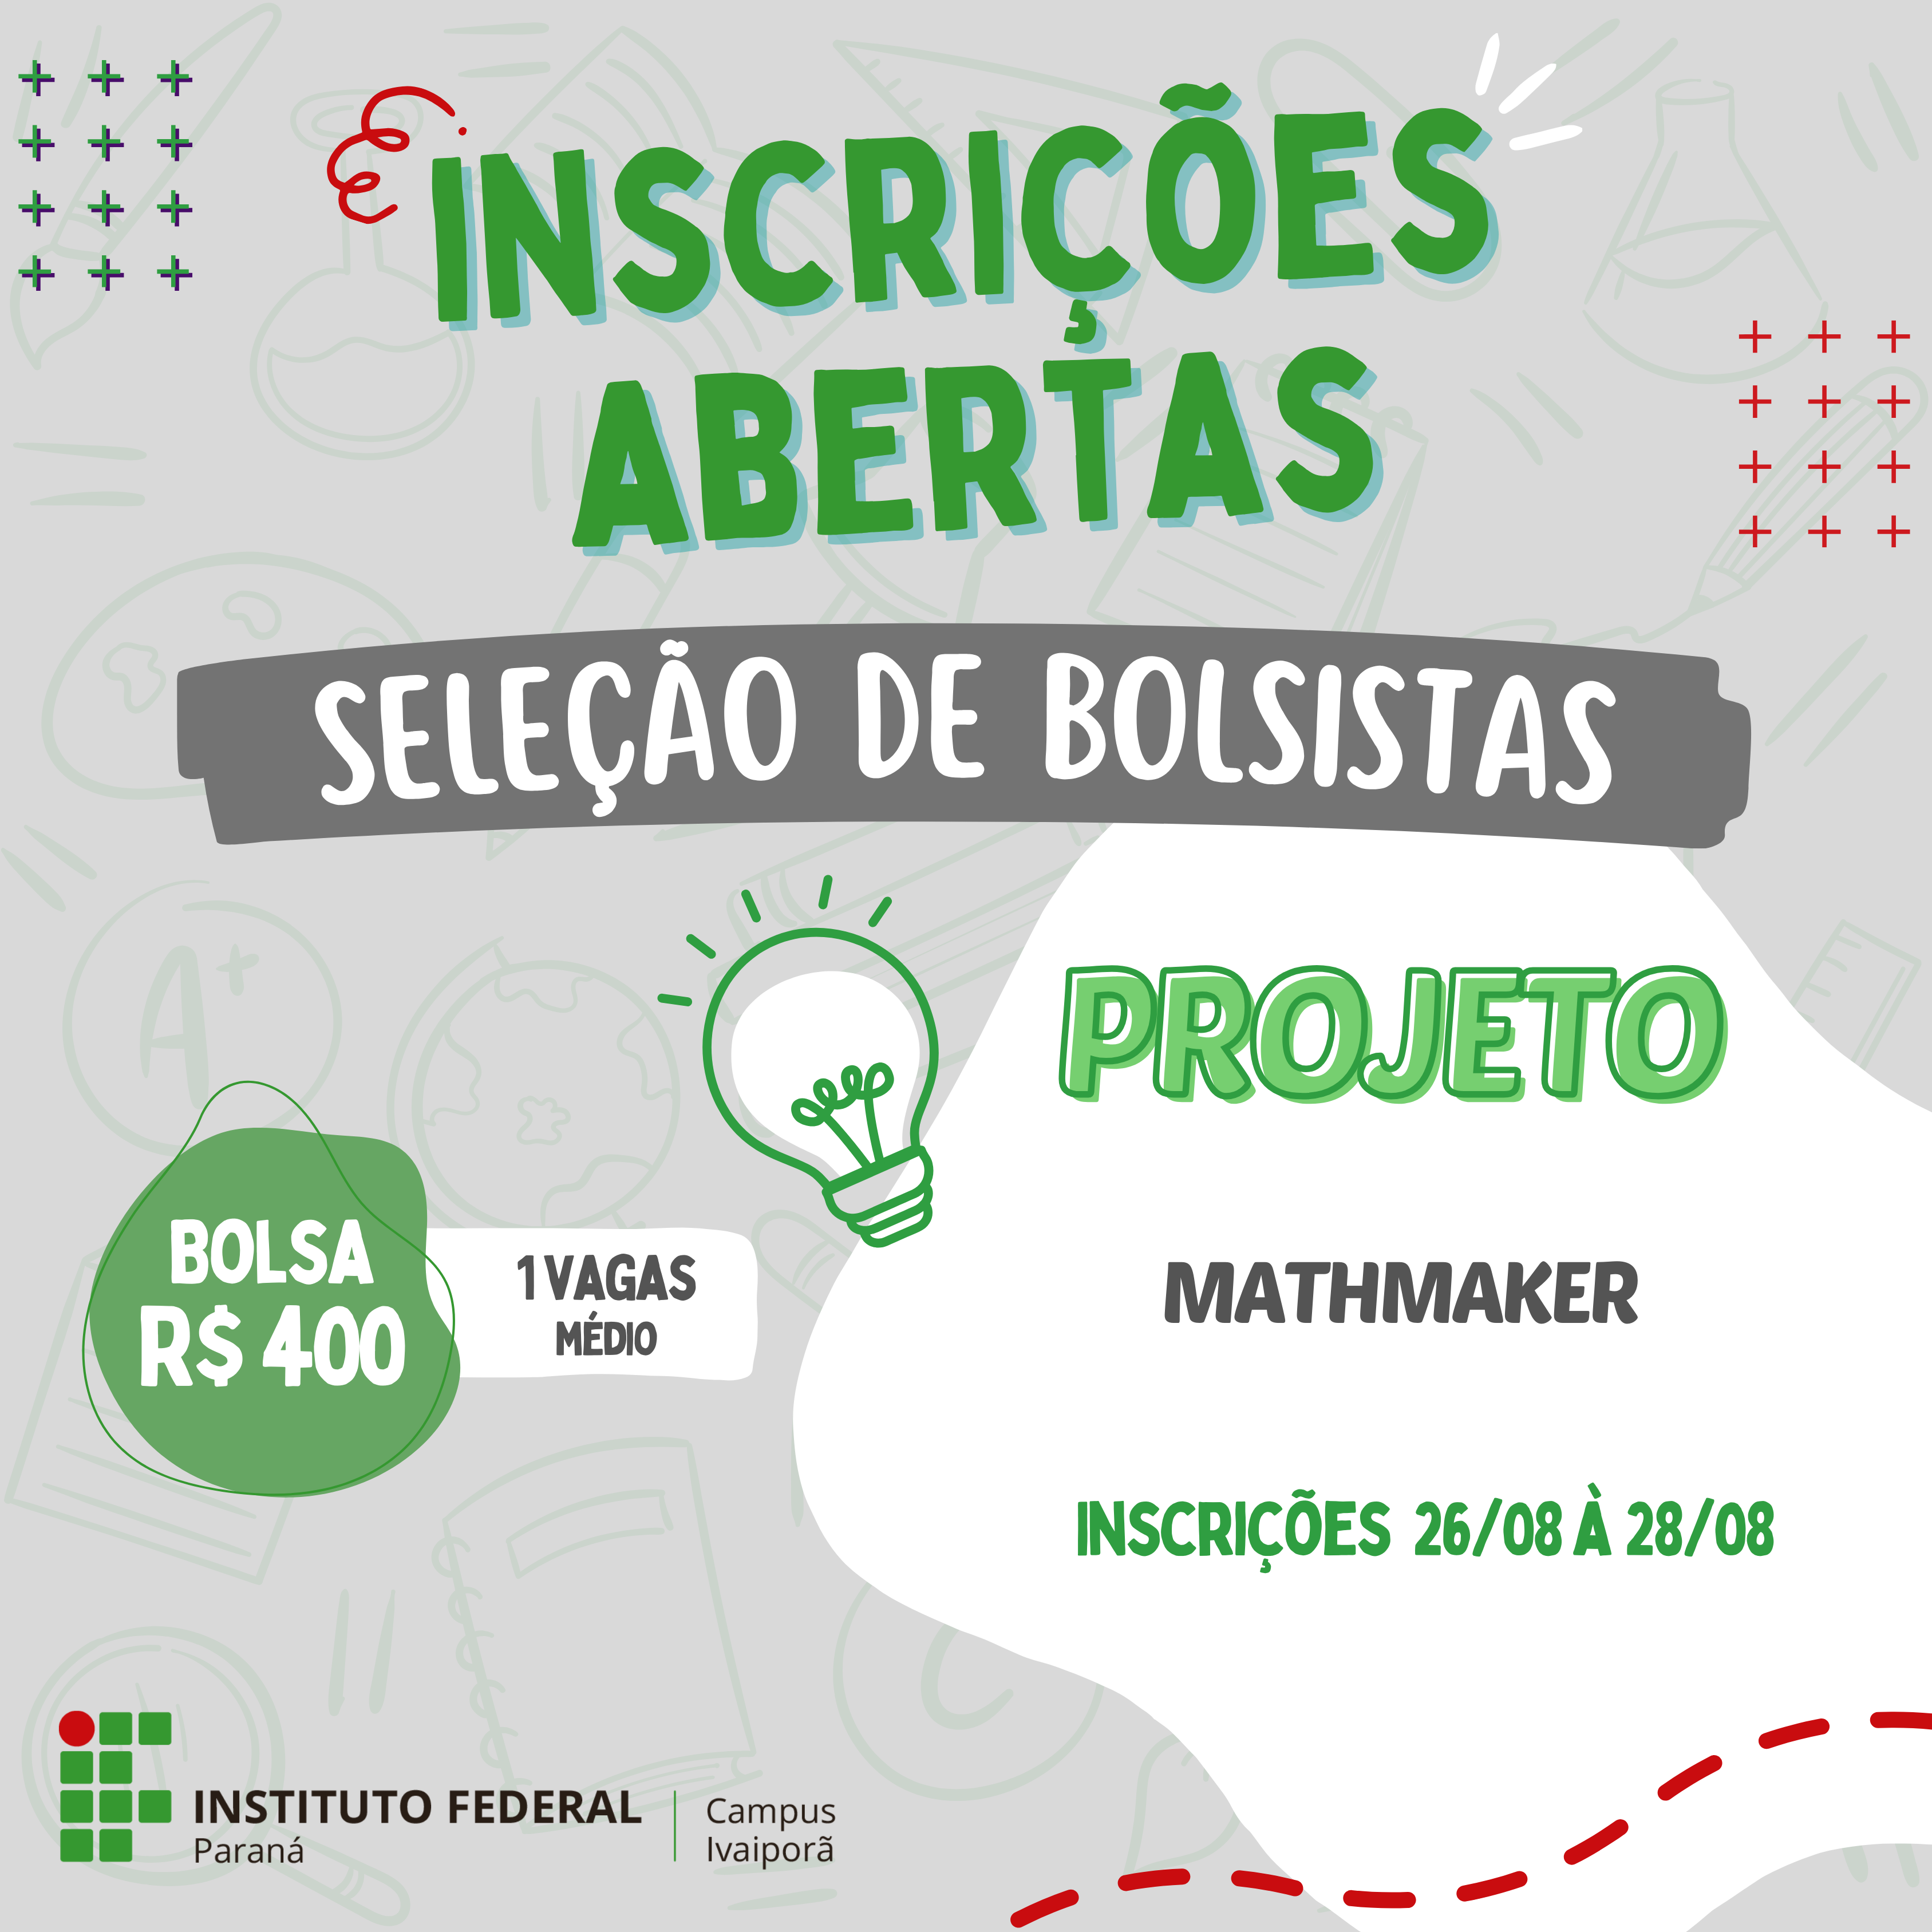 INSCRIÇÕES
ABERTAS
SELEÇÃO DE BOLSISTAS
PROJETO
BOLSA
R$ 400
1 VAGAS
MÉDIO
MATHMAKER
INSCRIÇÕES 26/08 À 28/08
INSTITUTO FEDERAL
Paraná
Campus
Ivaiporã
A+